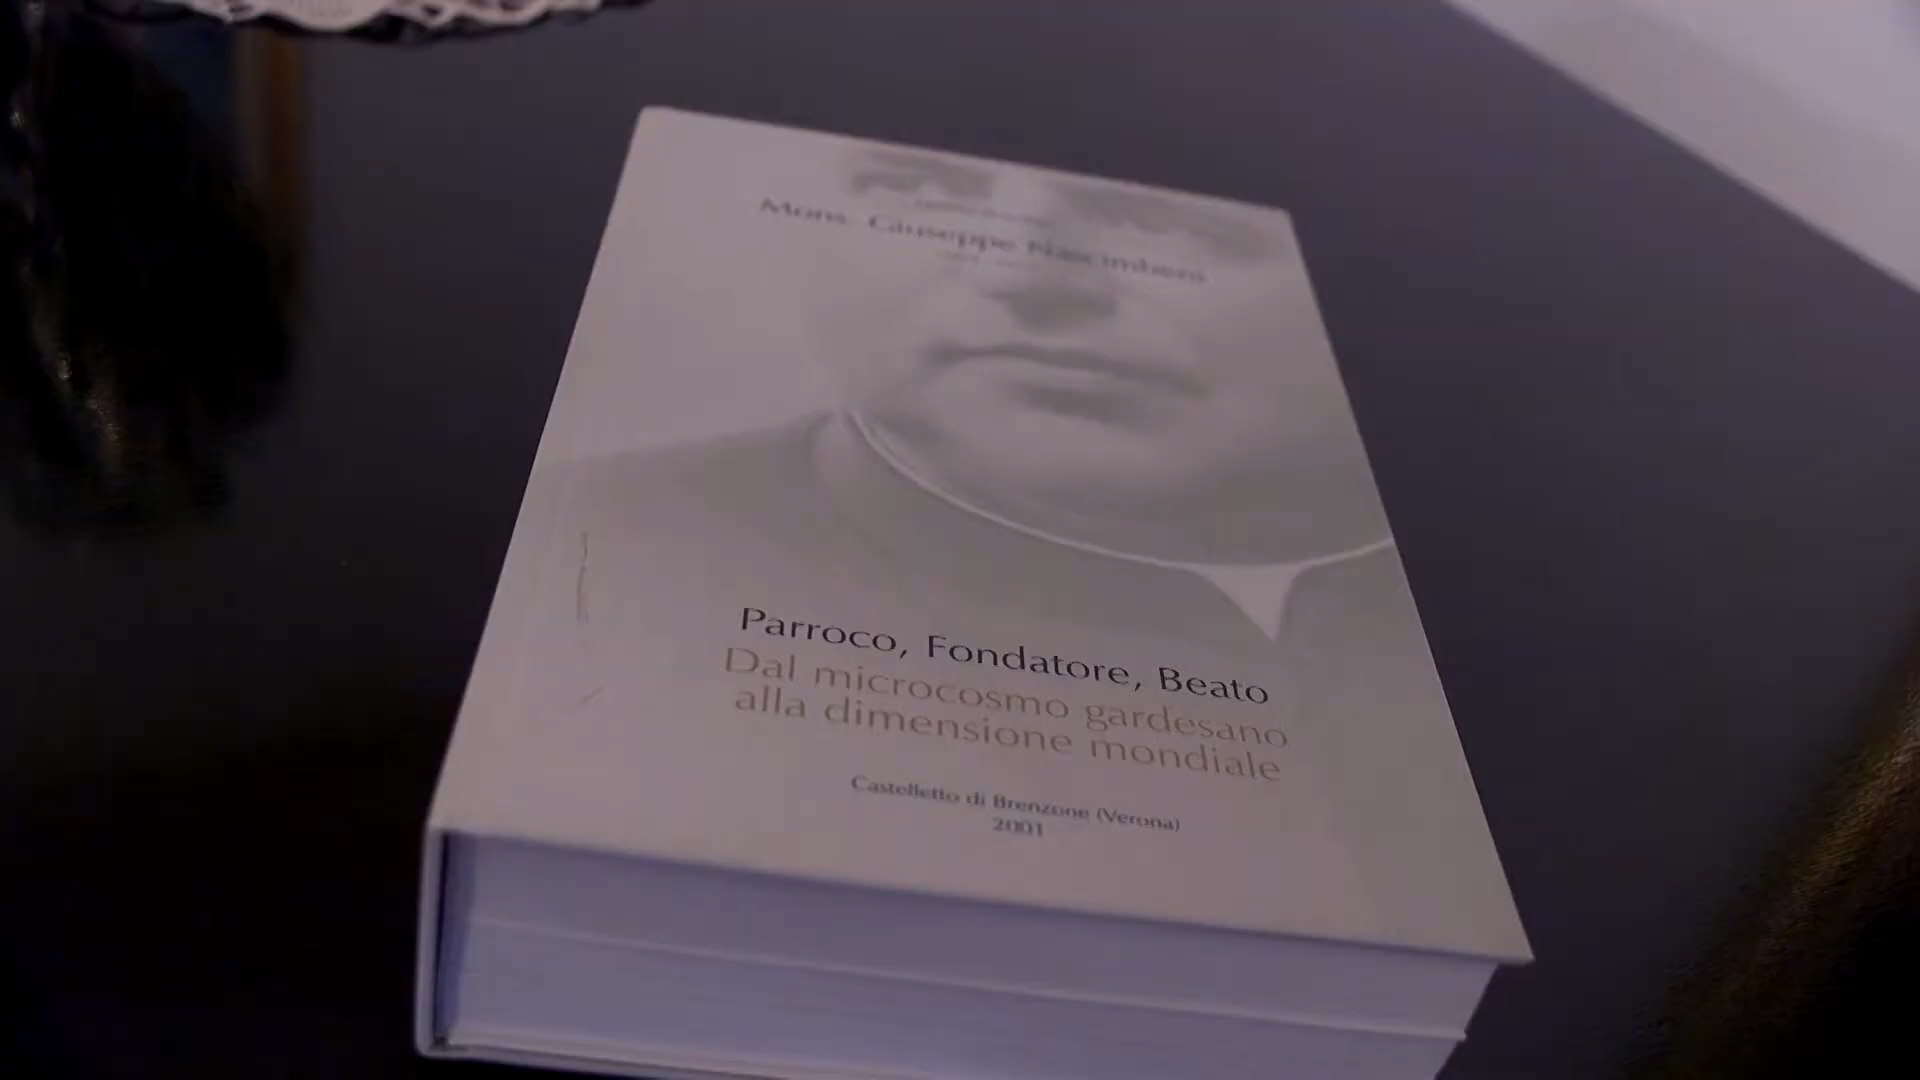 Mons. Giuseppe Nascimbeni
Parroco, Fondatore, Beato
Dal microcosmo gardesano
alla dimensione mondiale
Castelletto di Brenzone (Verona)
2001